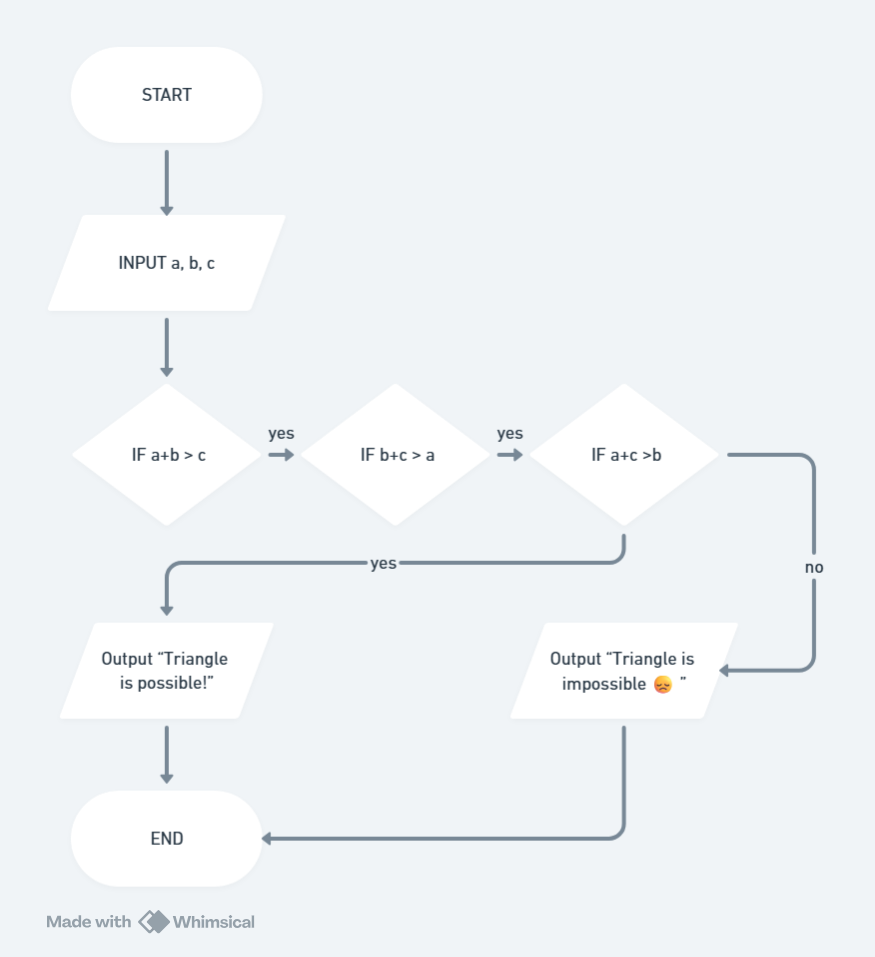 START
INPUT a, b, c
IF a+b > c
yes
IF b+c > a
yes
IF a+c >b
yes
no
Output “Triangle
is possible!”
Output “Triangle is
impossible 😞 ”
END
Made with Whimsical